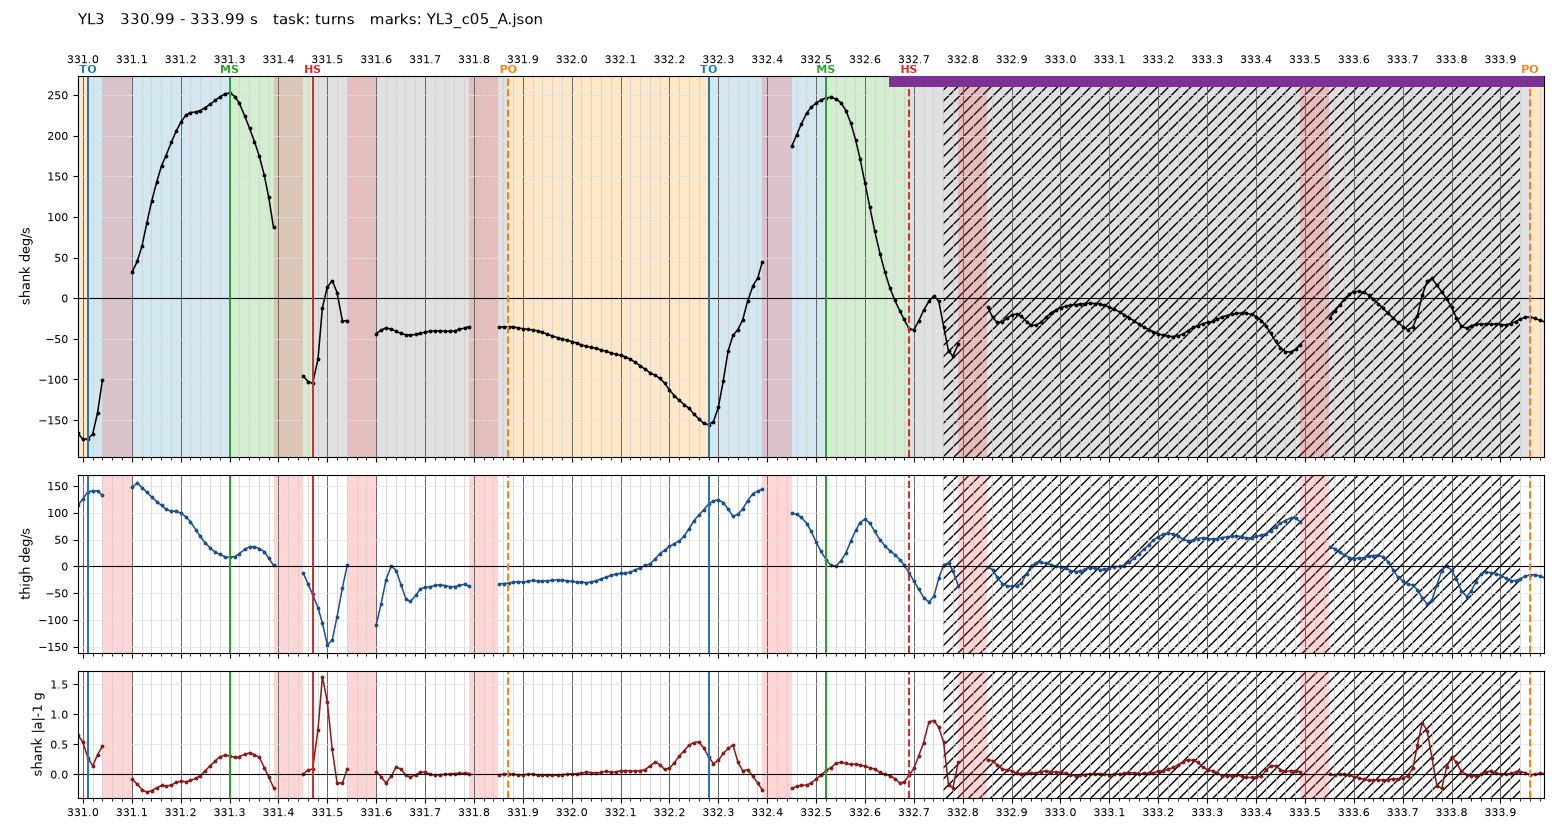 YL3   330.99 - 333.99 s   task: turns   marks: YL3_c05_A.json
331.0 331.1 331.2 331.3 331.4 331.5 331.6 331.7 331.8 331.9 332.0 332.1 332.2 332.3 332.4 332.5 332.6 332.7 332.8 332.9 333.0 333.1 333.2 333.3 333.4 333.5 333.6 333.7 333.8 333.9
TO MS HS PO TO MS HS PO
250
200
150
100
50
0
−50
−100
−150
shank deg/s
150
100
50
0
−50
−100
−150
thigh deg/s
1.5
1.0
0.5
0.0
shank |a|-1 g
331.0 331.1 331.2 331.3 331.4 331.5 331.6 331.7 331.8 331.9 332.0 332.1 332.2 332.3 332.4 332.5 332.6 332.7 332.8 332.9 333.0 333.1 333.2 333.3 333.4 333.5 333.6 333.7 333.8 333.9